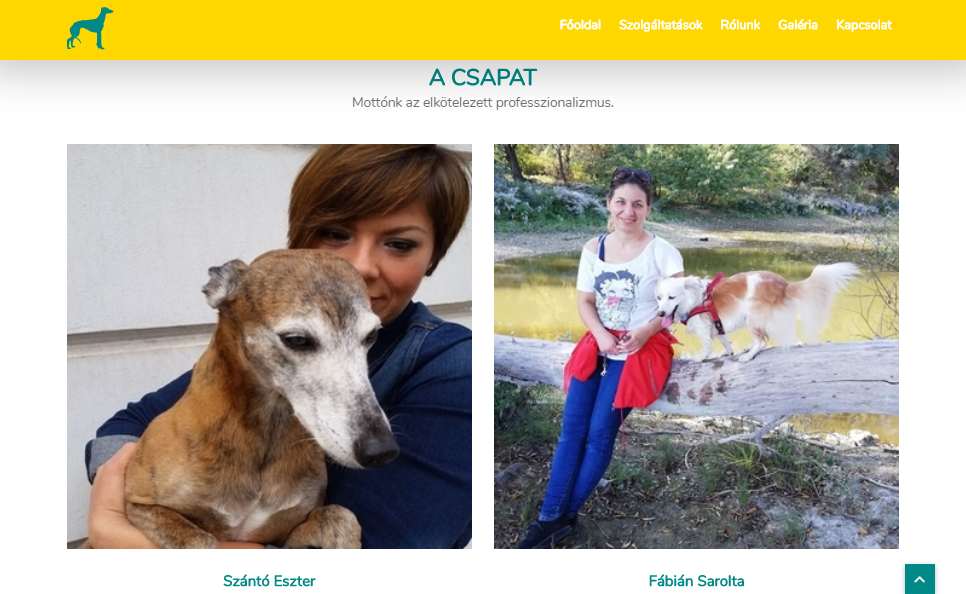 Főoldal Szolgáltatások Rólunk Galéria Kapcsolat
A CSAPAT
Mottónk az elkötelezett professzionalizmus.
Szántó Eszter Fábián Sarolta